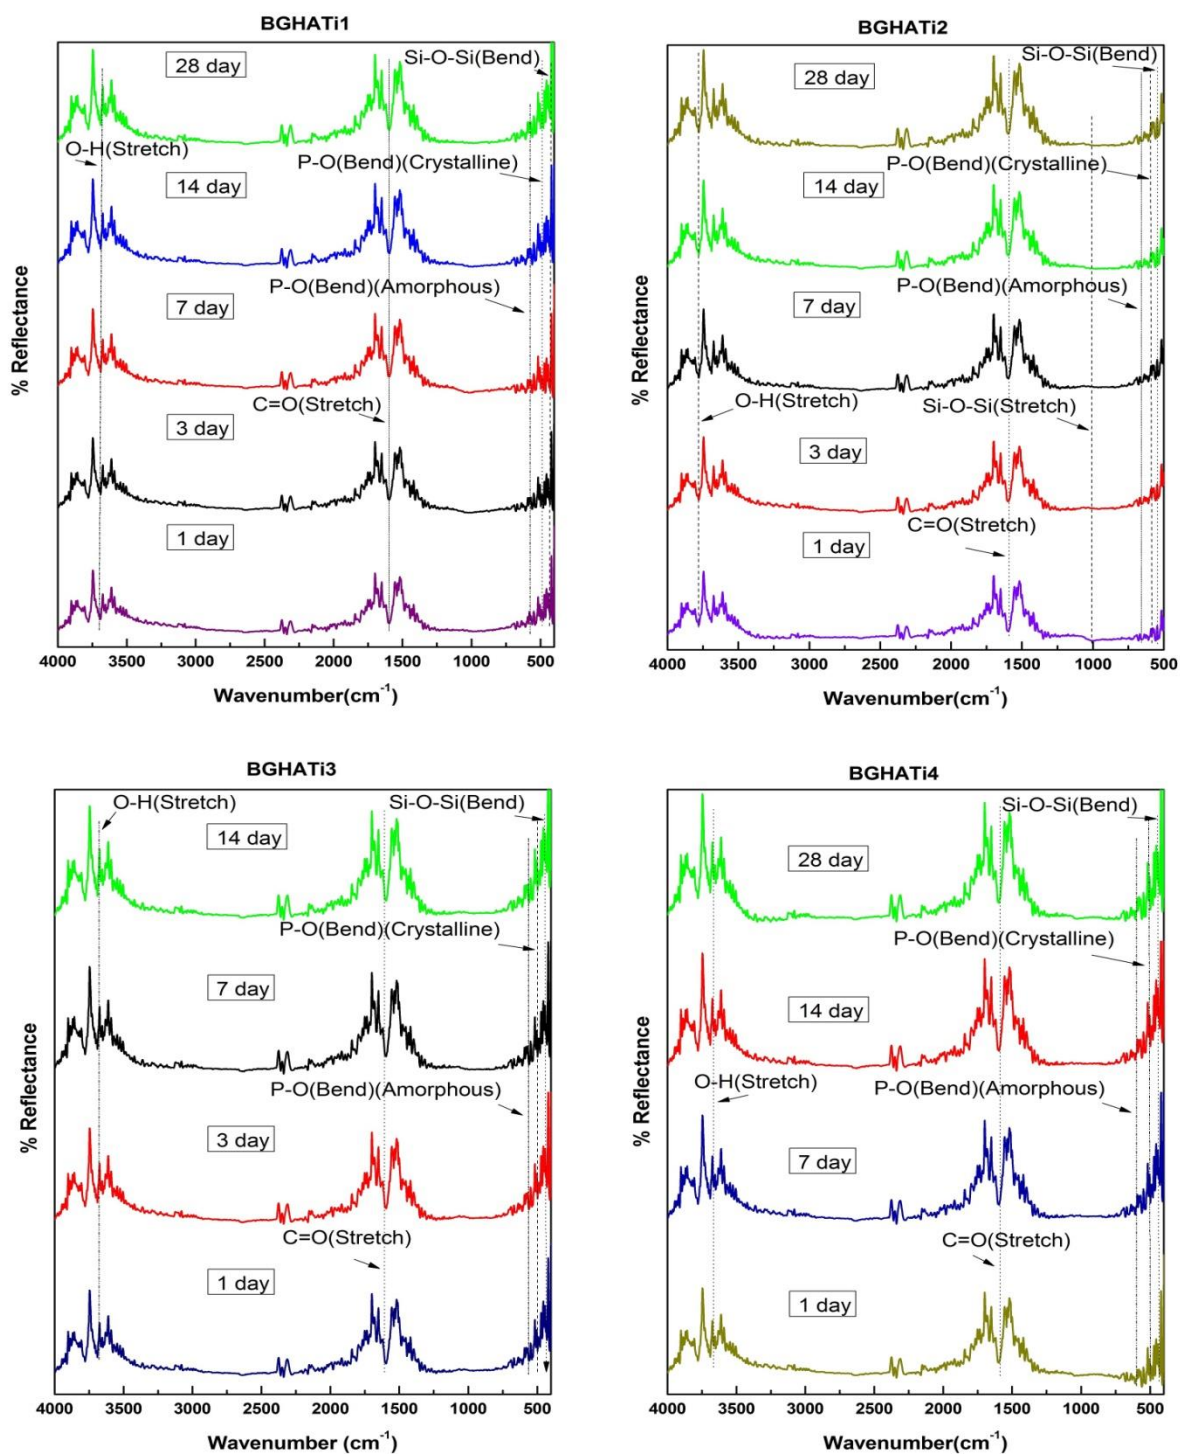 BGHATi1
Si-O-Si(Bend)
28 day
O-H(Stretch)
P-O(Bend)(Crystalline)
14 day
P-O(Bend)(Amorphous)
7 day
C=O(Stretch)
3 day
1 day
% Reflectance
4000 3500 3000 2500 2000 1500 1000 500
Wavenumber(cm⁻¹)
BGHATi2
Si-O-Si(Bend)
28 day
P-O(Bend)(Crystalline)
14 day
P-O(Bend)(Amorphous)
7 day
O-H(Stretch)
Si-O-Si(Stretch)
3 day
C=O(Stretch)
1 day
% Reflectance
4000 3500 3000 2500 2000 1500 1000 500
Wavenumber(cm⁻¹)
BGHATi3
O-H(Stretch)
Si-O-Si(Bend)
14 day
P-O(Bend)(Crystalline)
7 day
P-O(Bend)(Amorphous)
3 day
C=O(Stretch)
1 day
% Reflectance
4000 3500 3000 2500 2000 1500 1000 500
Wavenumber (cm⁻¹)
BGHATi4
Si-O-Si(Bend)
28 day
P-O(Bend)(Crystalline)
14 day
O-H(Stretch)
P-O(Bend)(Amorphous)
7 day
C=O(Stretch)
1 day
% Reflectance
4000 3500 3000 2500 2000 1500 1000 500
Wavenumber(cm⁻¹)